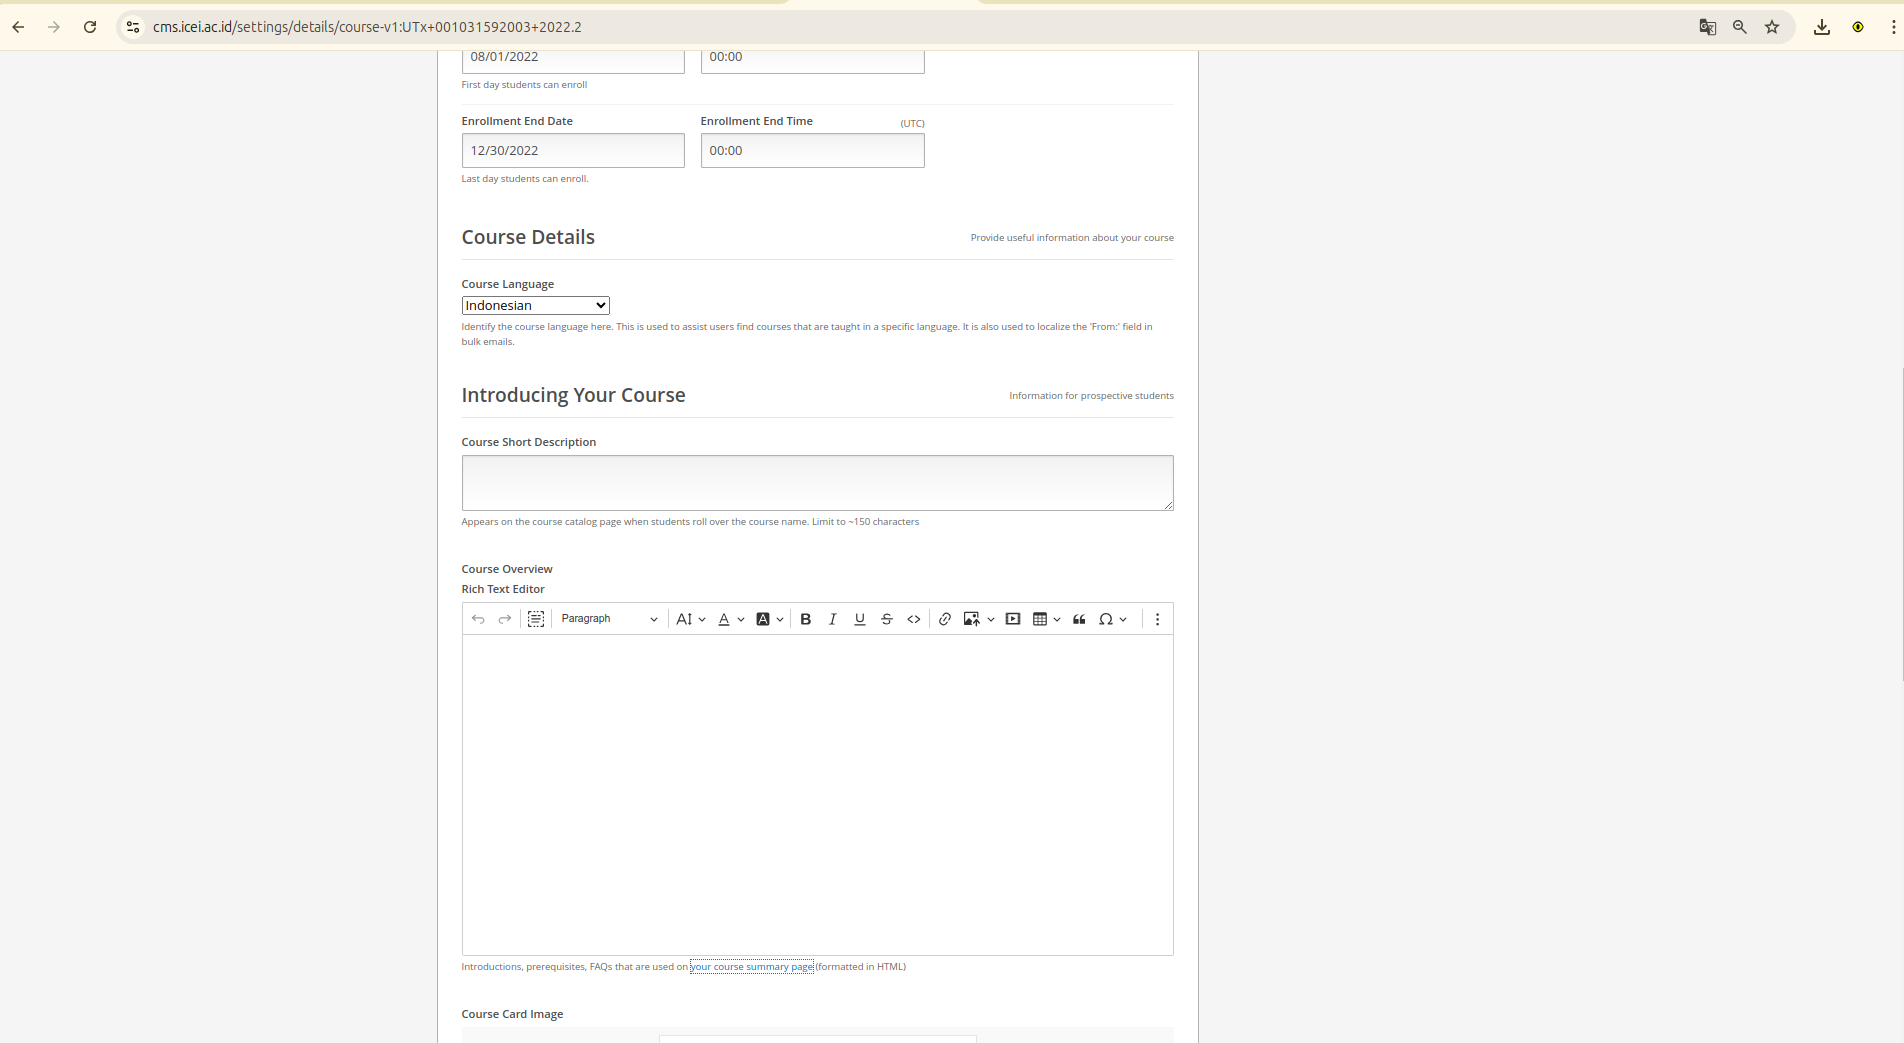 cms.icei.ac.id/settings/details/course-v1:UTx+001031592003+2022.2
08/01/2022 00:00
First day students can enroll
Enrollment End Date Enrollment End Time (UTC)
12/30/2022 00:00
Last day students can enroll.
Course Details Provide useful information about your course
Course Language
Indonesian
Identify the course language here. This is used to assist users find courses that are taught in a specific language. It is also used to localize the 'From:' field in
bulk emails.
Introducing Your Course Information for prospective students
Course Short Description
Appears on the course catalog page when students roll over the course name. Limit to ~150 characters
Course Overview
Rich Text Editor
Paragraph
Introductions, prerequisites, FAQs that are used on your course summary page (formatted in HTML)
Course Card Image